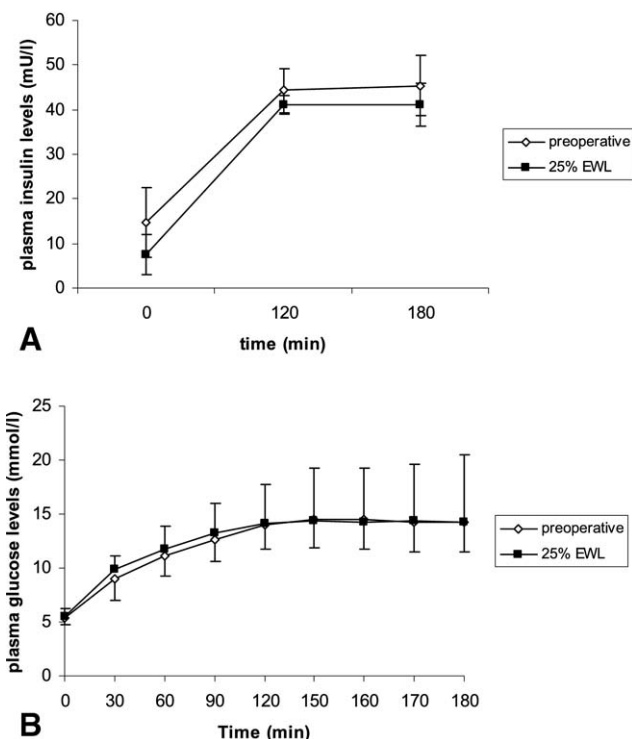 plasma insulin levels (mU/l)
60
50
40
30
20
10
0
0 120 180
time (min)
preoperative
25% EWL
A
plasma glucose levels (mmol/l)
25
20
15
10
5
0
0 30 60 90 120 150 160 170 180
Time (min)
preoperative
25% EWL
B